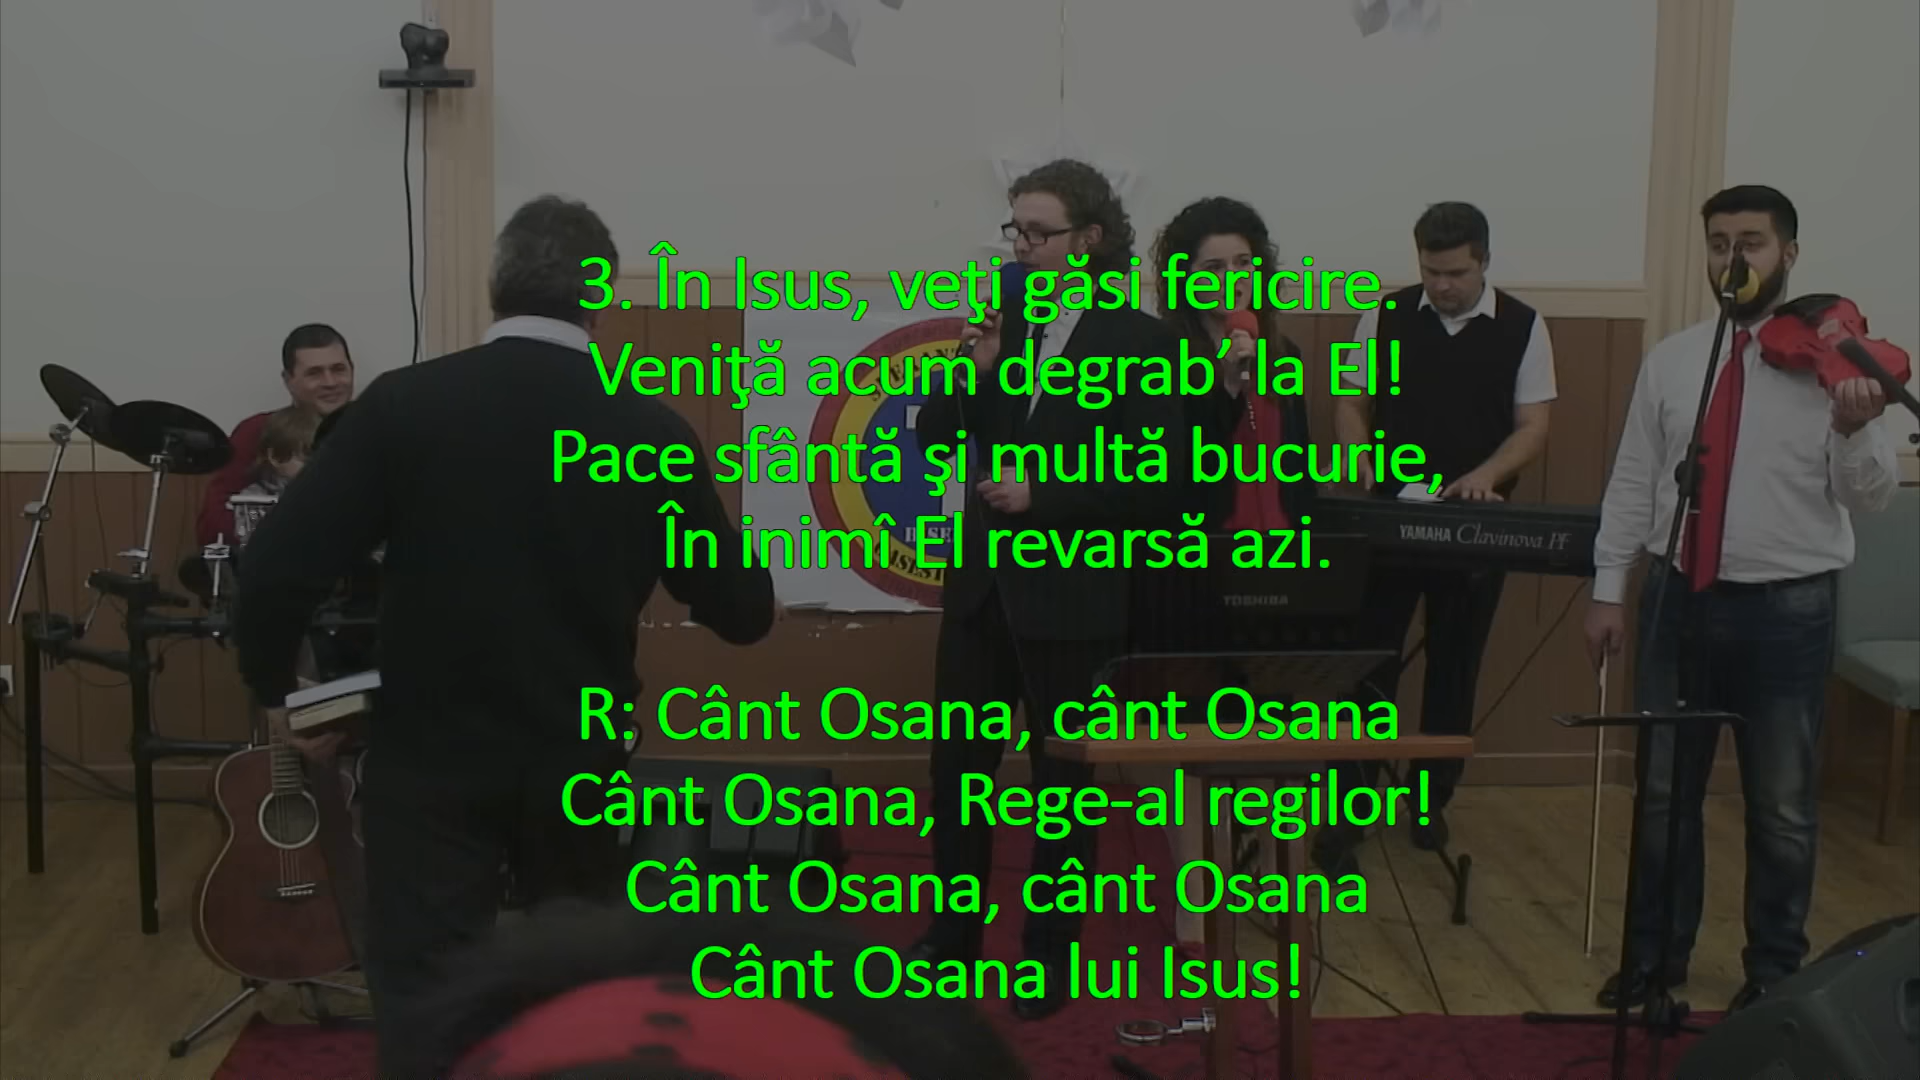 3. În Isus, veţi găsi fericire.
Veniţă acum degrab’ la El!
Pace sfântă şi multă bucurie,
În inimî El revarsă azi.
R: Cânt Osana, cânt Osana
Cânt Osana, Rege-al regilor!
Cânt Osana, cânt Osana
Cânt Osana lui Isus!
YAMAHA Clavinova PF
TOSHIBA